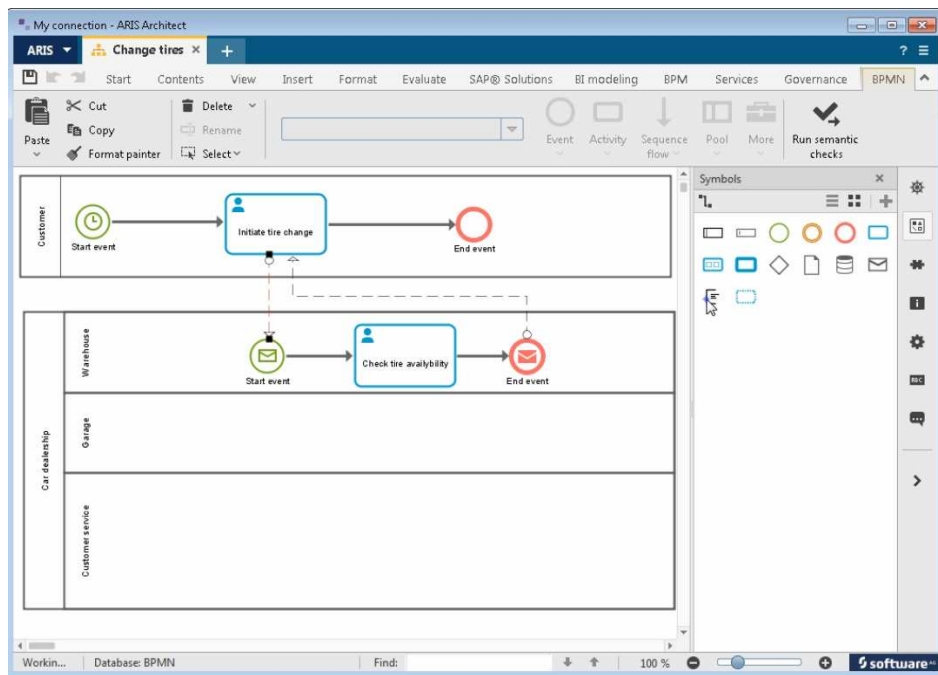 My connection - ARIS Architect
ARIS Change tires × +
Start Contents View Insert Format Evaluate SAP® Solutions BI modeling BPM Services Governance BPMN
Paste
Cut
Copy
Format painter
Delete
Rename
Select
Event
Activity
Sequence flow
Pool
More
Run semantic checks
Customer
Start event
Initiate tire change
End event
Car dealership
Warehouse
Start event
Check tire availybility
End event
Garage
Customer service
Symbols
Workin... Database: BPMN Find: 100 %
software AG